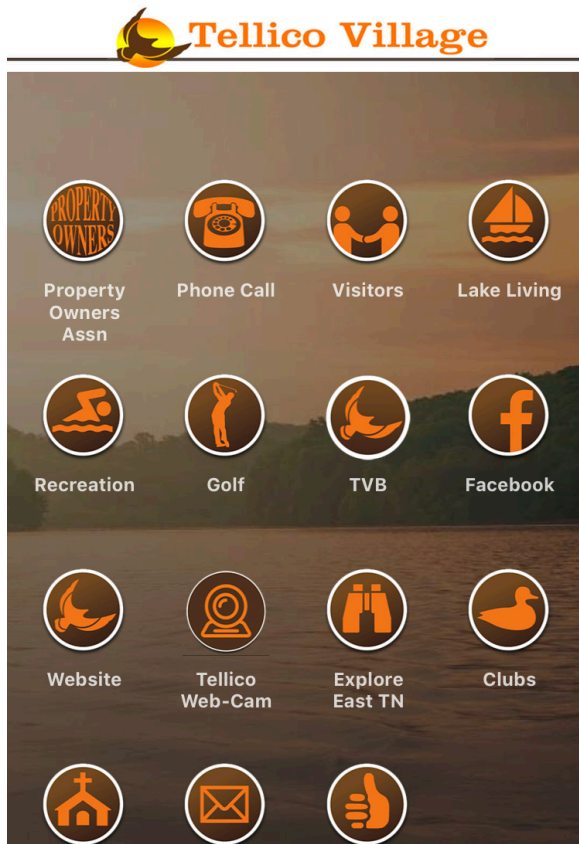 Tellico Village
PROPERTY
OWNERS
Property
Owners
Assn
Phone Call
Visitors
Lake Living
Recreation
Golf
TVB
Facebook
Website
Tellico
Web-Cam
Explore
East TN
Clubs